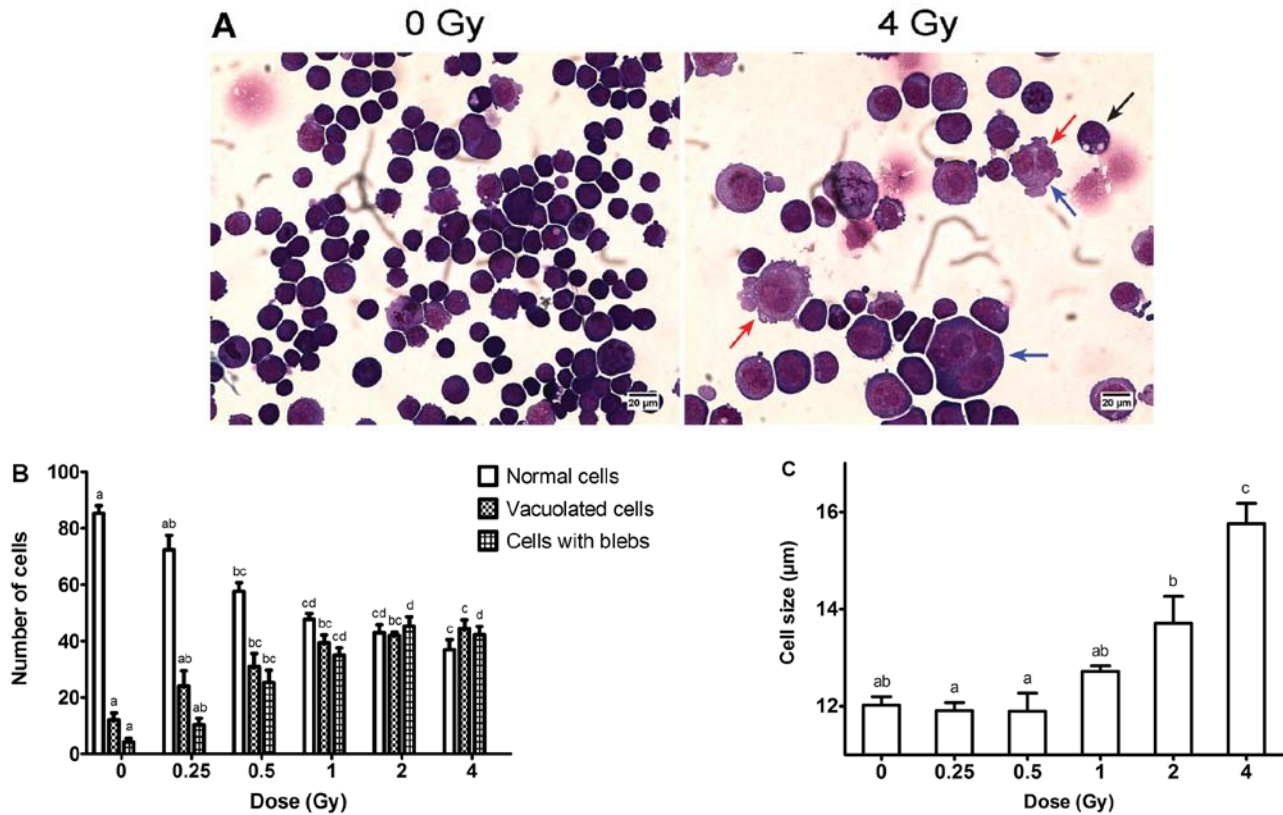 A
0 Gy
4 Gy
20 µm
20 µm
B
Number of cells
100
80
60
40
20
0
Normal cells
Vacuolated cells
Cells with blebs
a
a
a
ab
ab
ab
bc
bc
bc
cd
bc
cd
cd
bc
d
c
c
d
0
0.25
0.5
1
2
4
Dose (Gy)
C
Cell size (µm)
16
14
12
ab
a
a
ab
b
c
0
0.25
0.5
1
2
4
Dose (Gy)